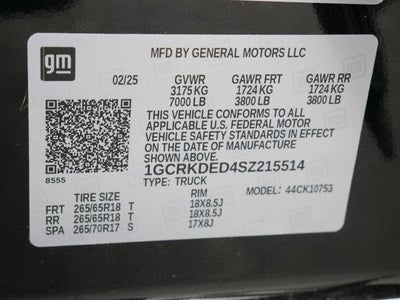 gm
MFD BY GENERAL MOTORS LLC
02/25 GVWR GAWR FRT GAWR RR
3175 KG 1724 KG 1724 KG
7000 LB 3800 LB 3800 LB
THIS VEHICLE CONFORMS TO ALL
APPLICABLE U.S. FEDERAL MOTOR
VEHICLE SAFETY STANDARDS IN EFFECT
ON THE DATE OF MANUFACTURE
SHOWN ABOVE.
1GCRKDED4SZ215514
8555
TYPE: TRUCK MODEL: 44CK10753
TIRE SIZE RIM
FRT 265/65R18 T 18X8.5J
RR 265/65R18 T 18X8.5J
SPA 265/70R17 S 17X8J